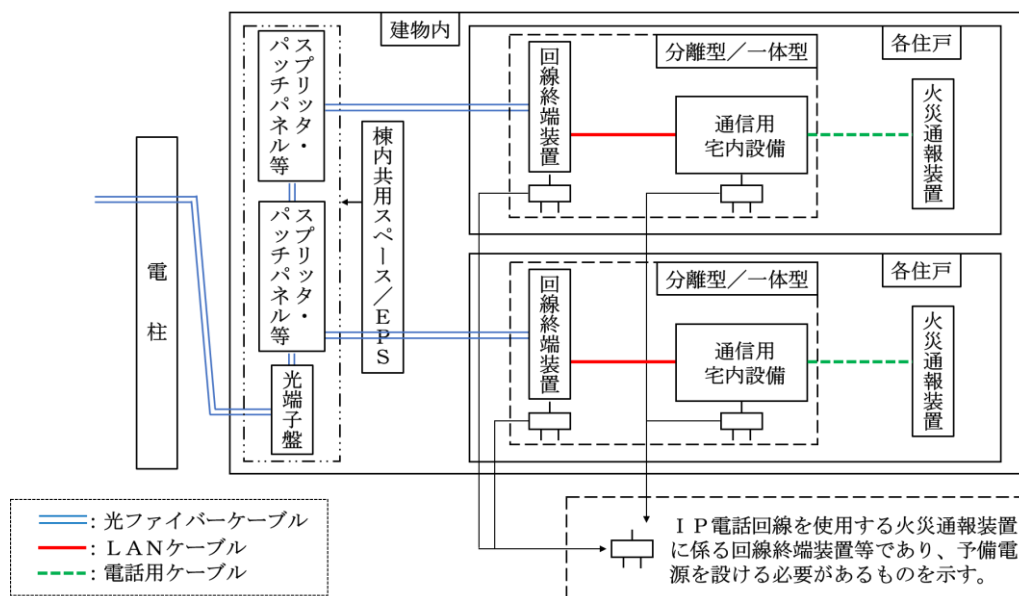 建物内
スプリッタ・
パッチパネル等
スプリッタ・
パッチパネル等
光端子盤
棟内共用スペース／ＥＰＳ
電柱
各住戸
分離型／一体型
回線終端装置
通信用
宅内設備
火災通報装置
各住戸
分離型／一体型
回線終端装置
通信用
宅内設備
火災通報装置
：光ファイバーケーブル
：ＬＡＮケーブル
：電話用ケーブル
ＩＰ電話回線を使用する火災通報装置
に係る回線終端装置等であり、予備電
源を設ける必要があるものを示す。